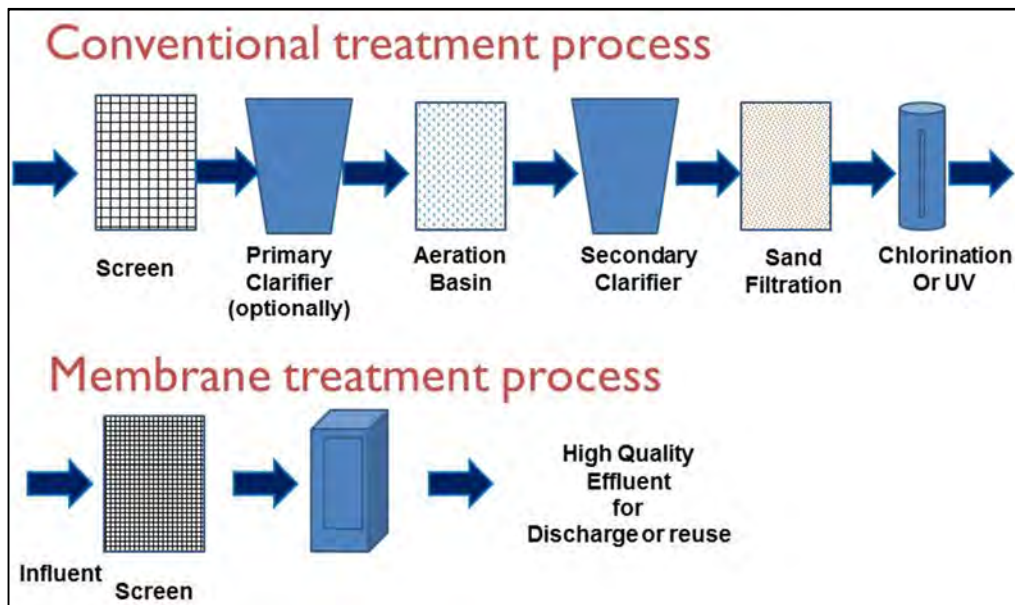 Conventional treatment process
Screen
Primary
Clarifier
(optionally)
Aeration
Basin
Secondary
Clarifier
Sand
Filtration
Chlorination
Or UV
Membrane treatment process
Influent
Screen
High Quality
Effluent
for
Discharge or reuse